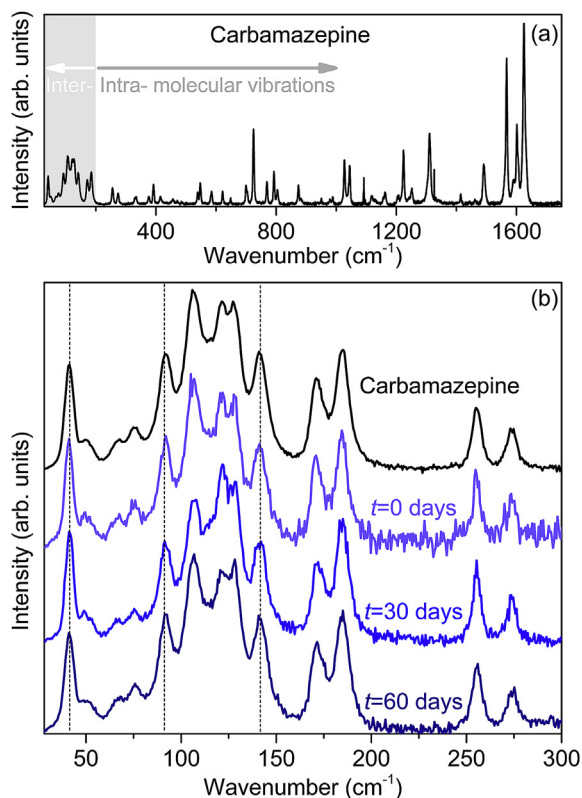 (a)
Carbamazepine
Inter- Intra- molecular vibrations
Intensity (arb. units)
400 800 1200 1600
Wavenumber (cm⁻¹)
(b)
Carbamazepine
t=0 days
t=30 days
t=60 days
Intensity (arb. units)
50 100 150 200 250 300
Wavenumber (cm⁻¹)